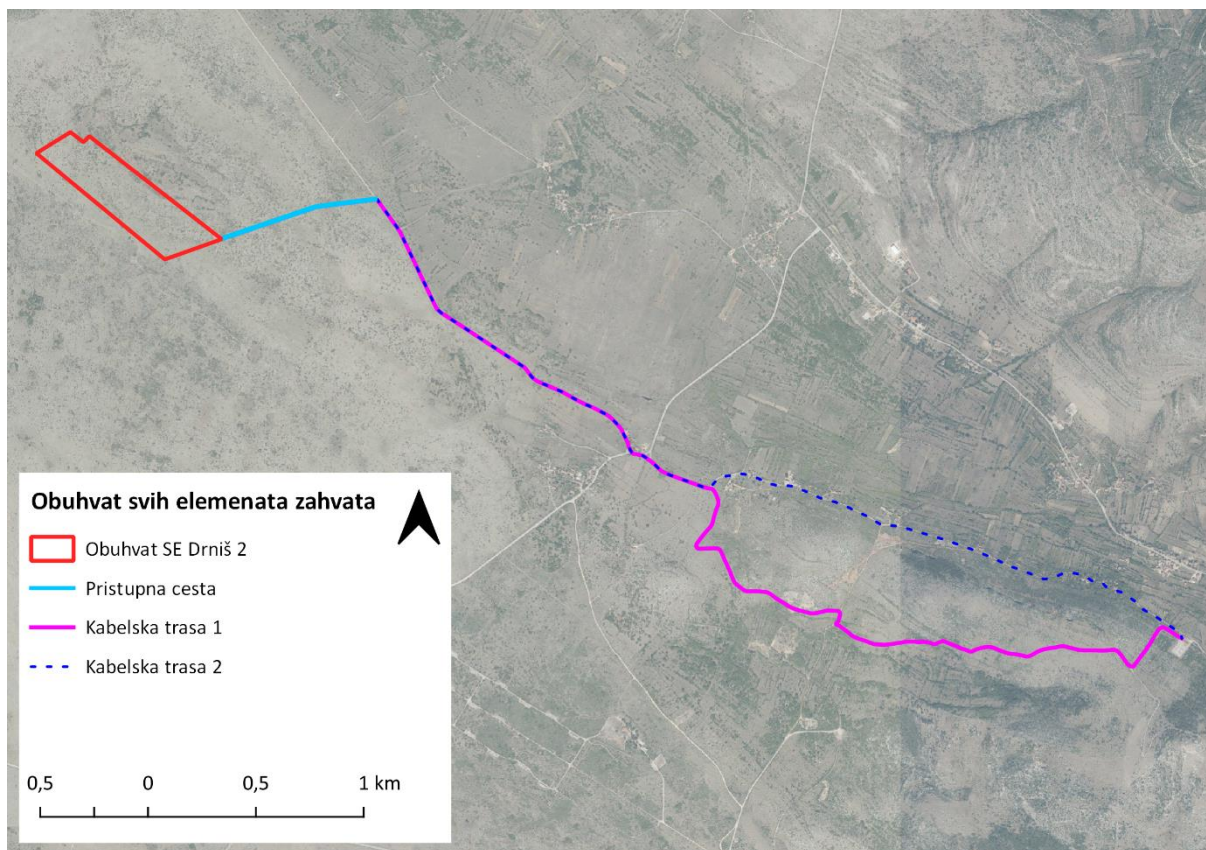 Obuhvat svih elemenata zahvata
Obuhvat SE Drniš 2
Pristupna cesta
Kabelska trasa 1
Kabelska trasa 2
0,5 0 0,5 1 km